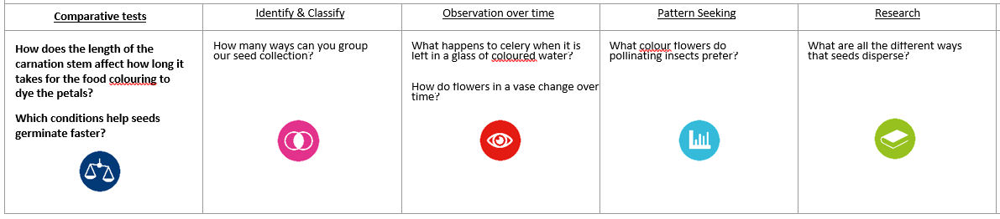 Comparative tests
How does the length of the
carnation stem affect how long it
takes for the food colouring to
dye the petals?
Which conditions help seeds
germinate faster?
Identify & Classify
How many ways can you group
our seed collection?
Observation over time
What happens to celery when it is
left in a glass of coloured water?
How do flowers in a vase change over
time?
Pattern Seeking
What colour flowers do
pollinating insects prefer?
Research
What are all the different ways
that seeds disperse?